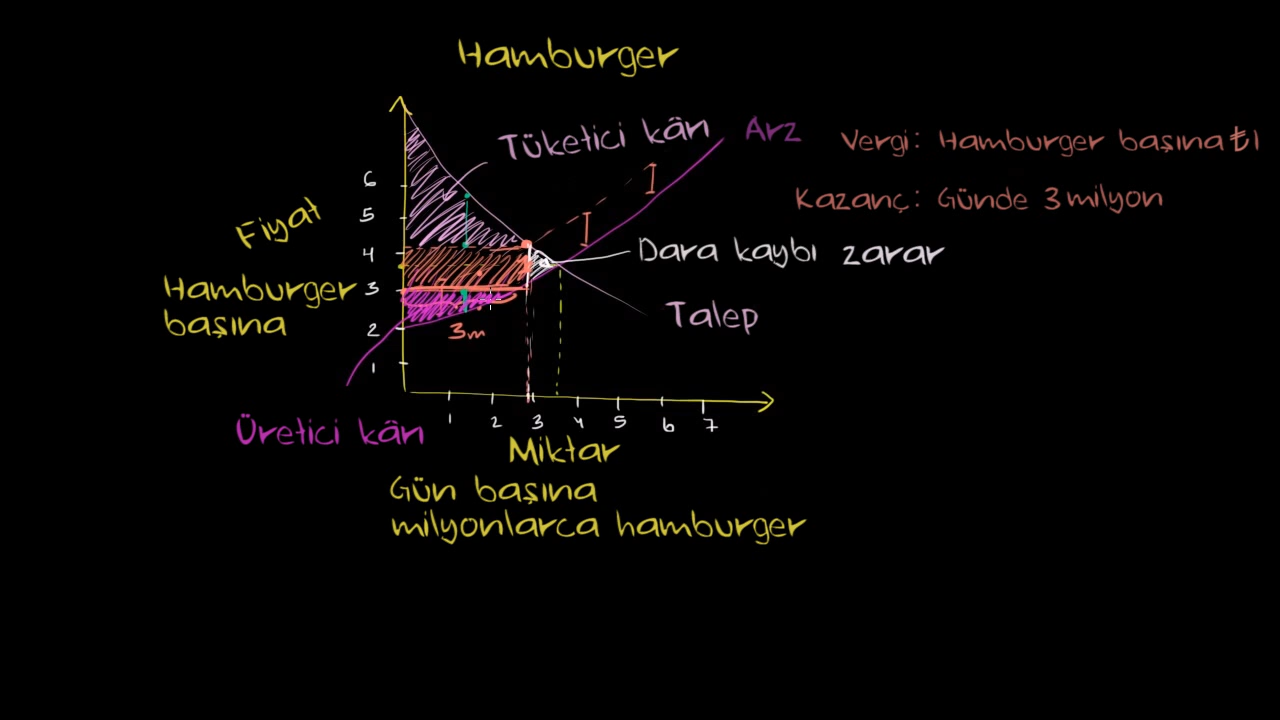 Hamburger
Tüketici kârı
Arz
Vergi: Hamburger başına ₺1
Kazanç: Günde 3 milyon
Fiyat
Hamburger
başına
6
5
4
3
2
1
Dara kaybı zarar
Talep
3m
1 2 3 4 5 6 7
Üretici kârı
Miktar
Gün başına
milyonlarca hamburger